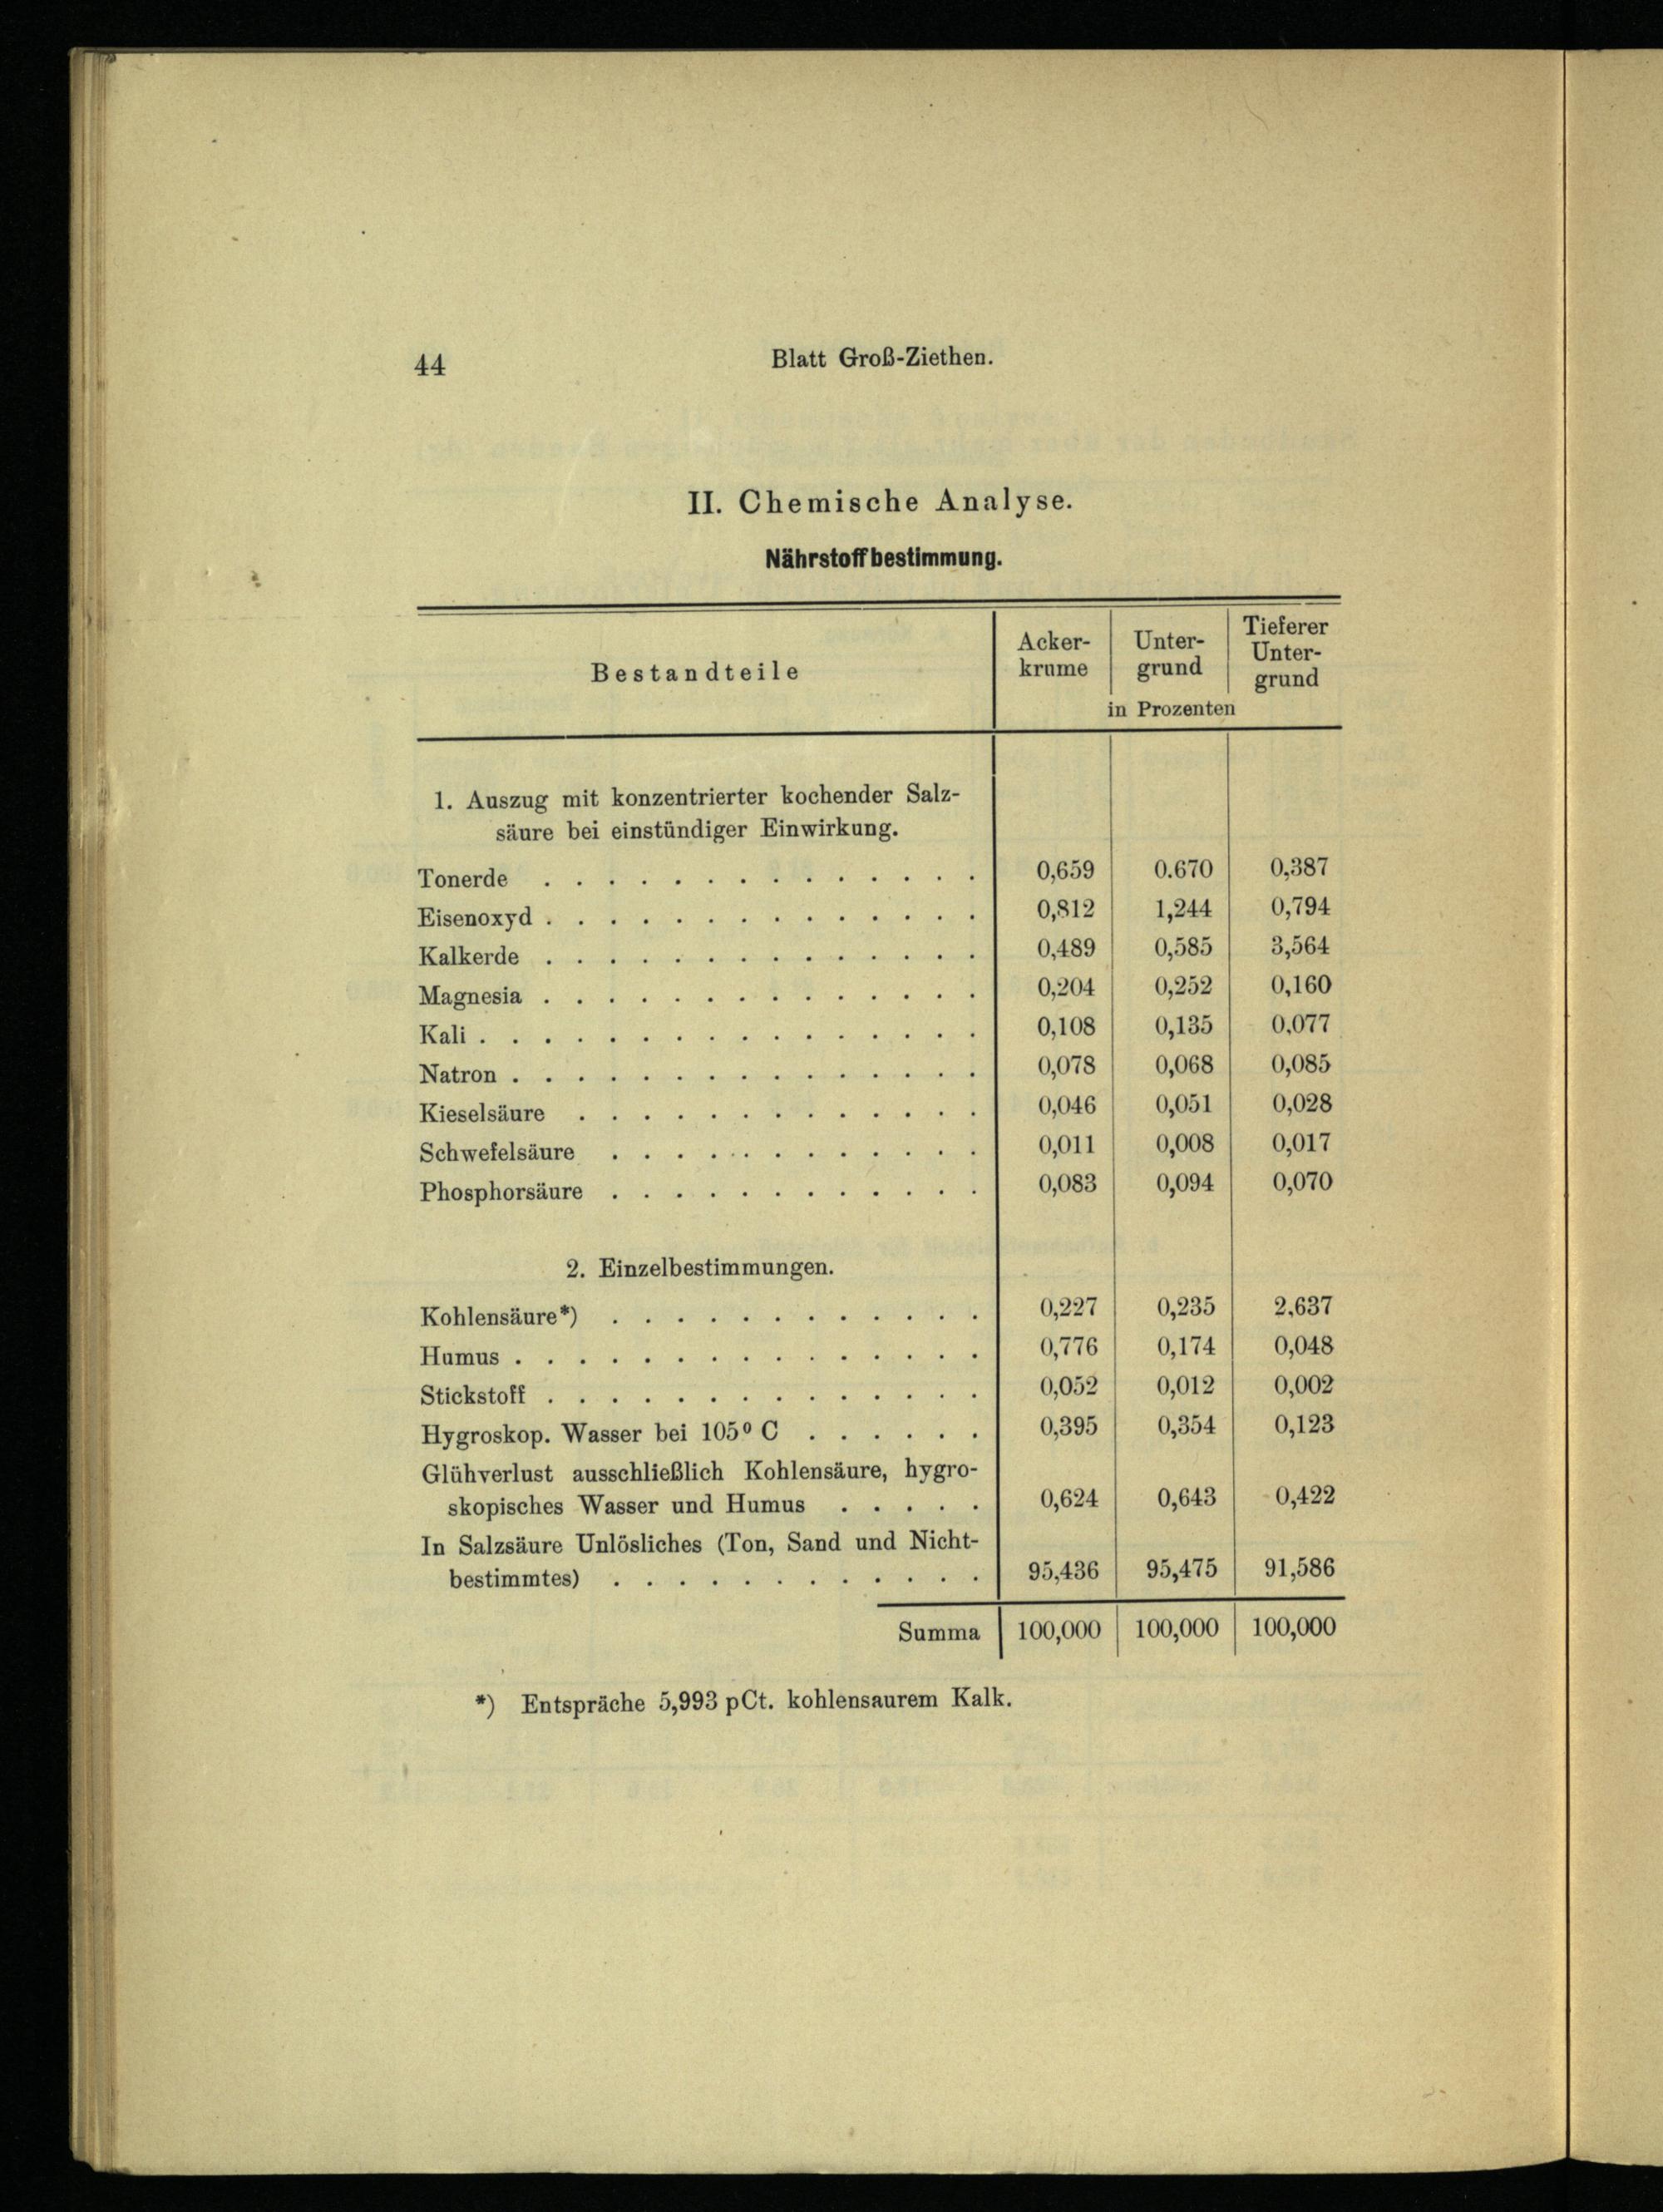 44
Blatt Groß-Ziethen.
II. Chemische Analyse.
Nährstoffbestimmung.
Bestandteile
Acker-
krume
Unter-
grund
Tieferer
Unter-
grund
in Prozenten
1. Auszug mit konzentrierter kochender Salz-
säure bei einstündiger Einwirkung.
Tonerde . . . . . . . . . . . . . . 0,659 0.670 0,387
Eisenoxyd . . . . . . . . . . . . . . 0,812 1,244 0,794
Kalkerde . . . . . . . . . . . . . . 0,489 0,585 3,564
Magnesia . . . . . . . . . . . . . . 0,204 0,252 0,160
Kali . . . . . . . . . . . . . . . . 0,108 0,135 0,077
Natron . . . . . . . . . . . . . . . 0,078 0,068 0,085
Kieselsäure . . . . . . . . . . . . . 0,046 0,051 0,028
Schwefelsäure . . . . . . . . . . . . 0,011 0,008 0,017
Phosphorsäure . . . . . . . . . . . . 0,083 0,094 0,070
2. Einzelbestimmungen.
Kohlensäure*) . . . . . . . . . . . . 0,227 0,235 2,637
Humus . . . . . . . . . . . . . . . 0,776 0,174 0,048
Stickstoff . . . . . . . . . . . . . . 0,052 0,012 0,002
Hygroskop. Wasser bei 105º C . . . . . . 0,395 0,354 0,123
Glühverlust ausschließlich Kohlensäure, hygro-
skopisches Wasser und Humus . . . . . 0,624 0,643 0,422
In Salzsäure Unlösliches (Ton, Sand und Nicht-
bestimmtes) . . . . . . . . . . . . 95,436 95,475 91,586
Summa 100,000 100,000 100,000
*) Entspräche 5,993 pCt. kohlensaurem Kalk.